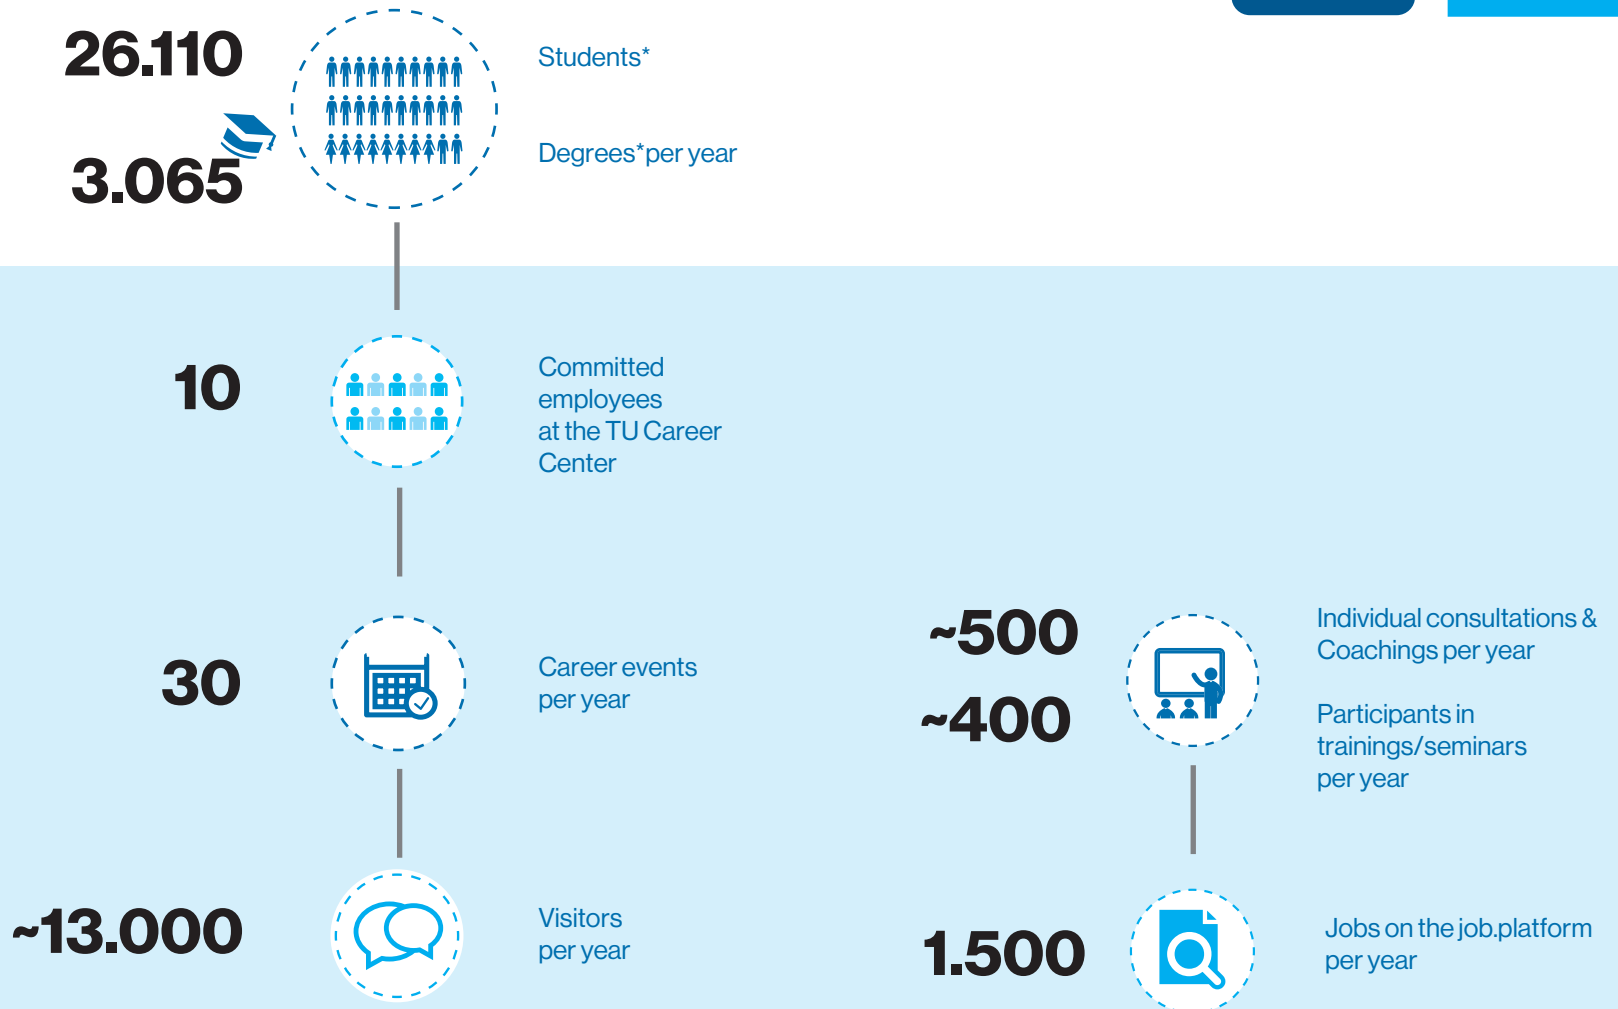 26.110
Students*
3.065
Degrees*per year
10
Committed
employees
at the TU Career
Center
30
Career events
per year
~13.000
Visitors
per year
~500
Individual consultations &
Coachings per year
~400
Participants in
trainings/seminars
per year
1.500
Jobs on the job.platform
per year